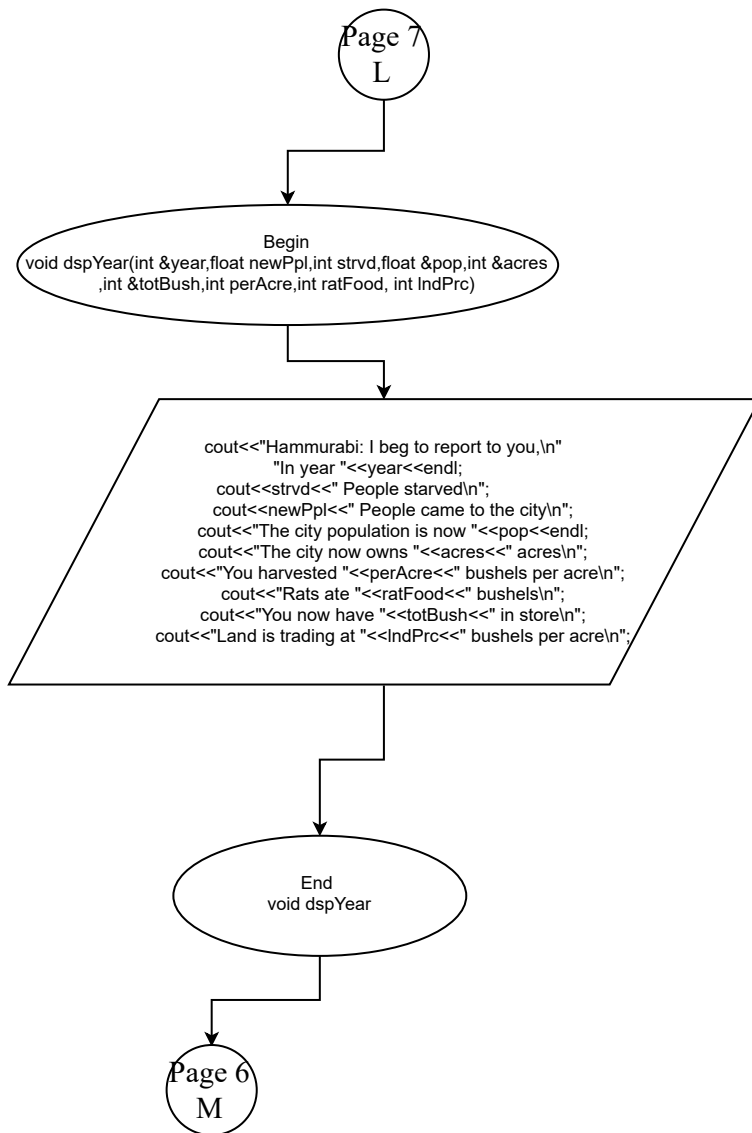 Page 7
L
Begin
void dspYear(int &year,float newPpl,int strvd,float &pop,int &acres
,int &totBush,int perAcre,int ratFood, int lndPrc)
cout<<"Hammurabi: I beg to report to you,\n"
"In year "<<year<<endl;
cout<<strvd<<" People starved\n";
cout<<newPpl<<" People came to the city\n";
cout<<"The city population is now "<<pop<<endl;
cout<<"The city now owns "<<acres<<" acres\n";
cout<<"You harvested "<<perAcre<<" bushels per acre\n";
cout<<"Rats ate "<<ratFood<<" bushels\n";
cout<<"You now have "<<totBush<<" in store\n";
cout<<"Land is trading at "<<lndPrc<<" bushels per acre\n";
End
void dspYear
Page 6
M